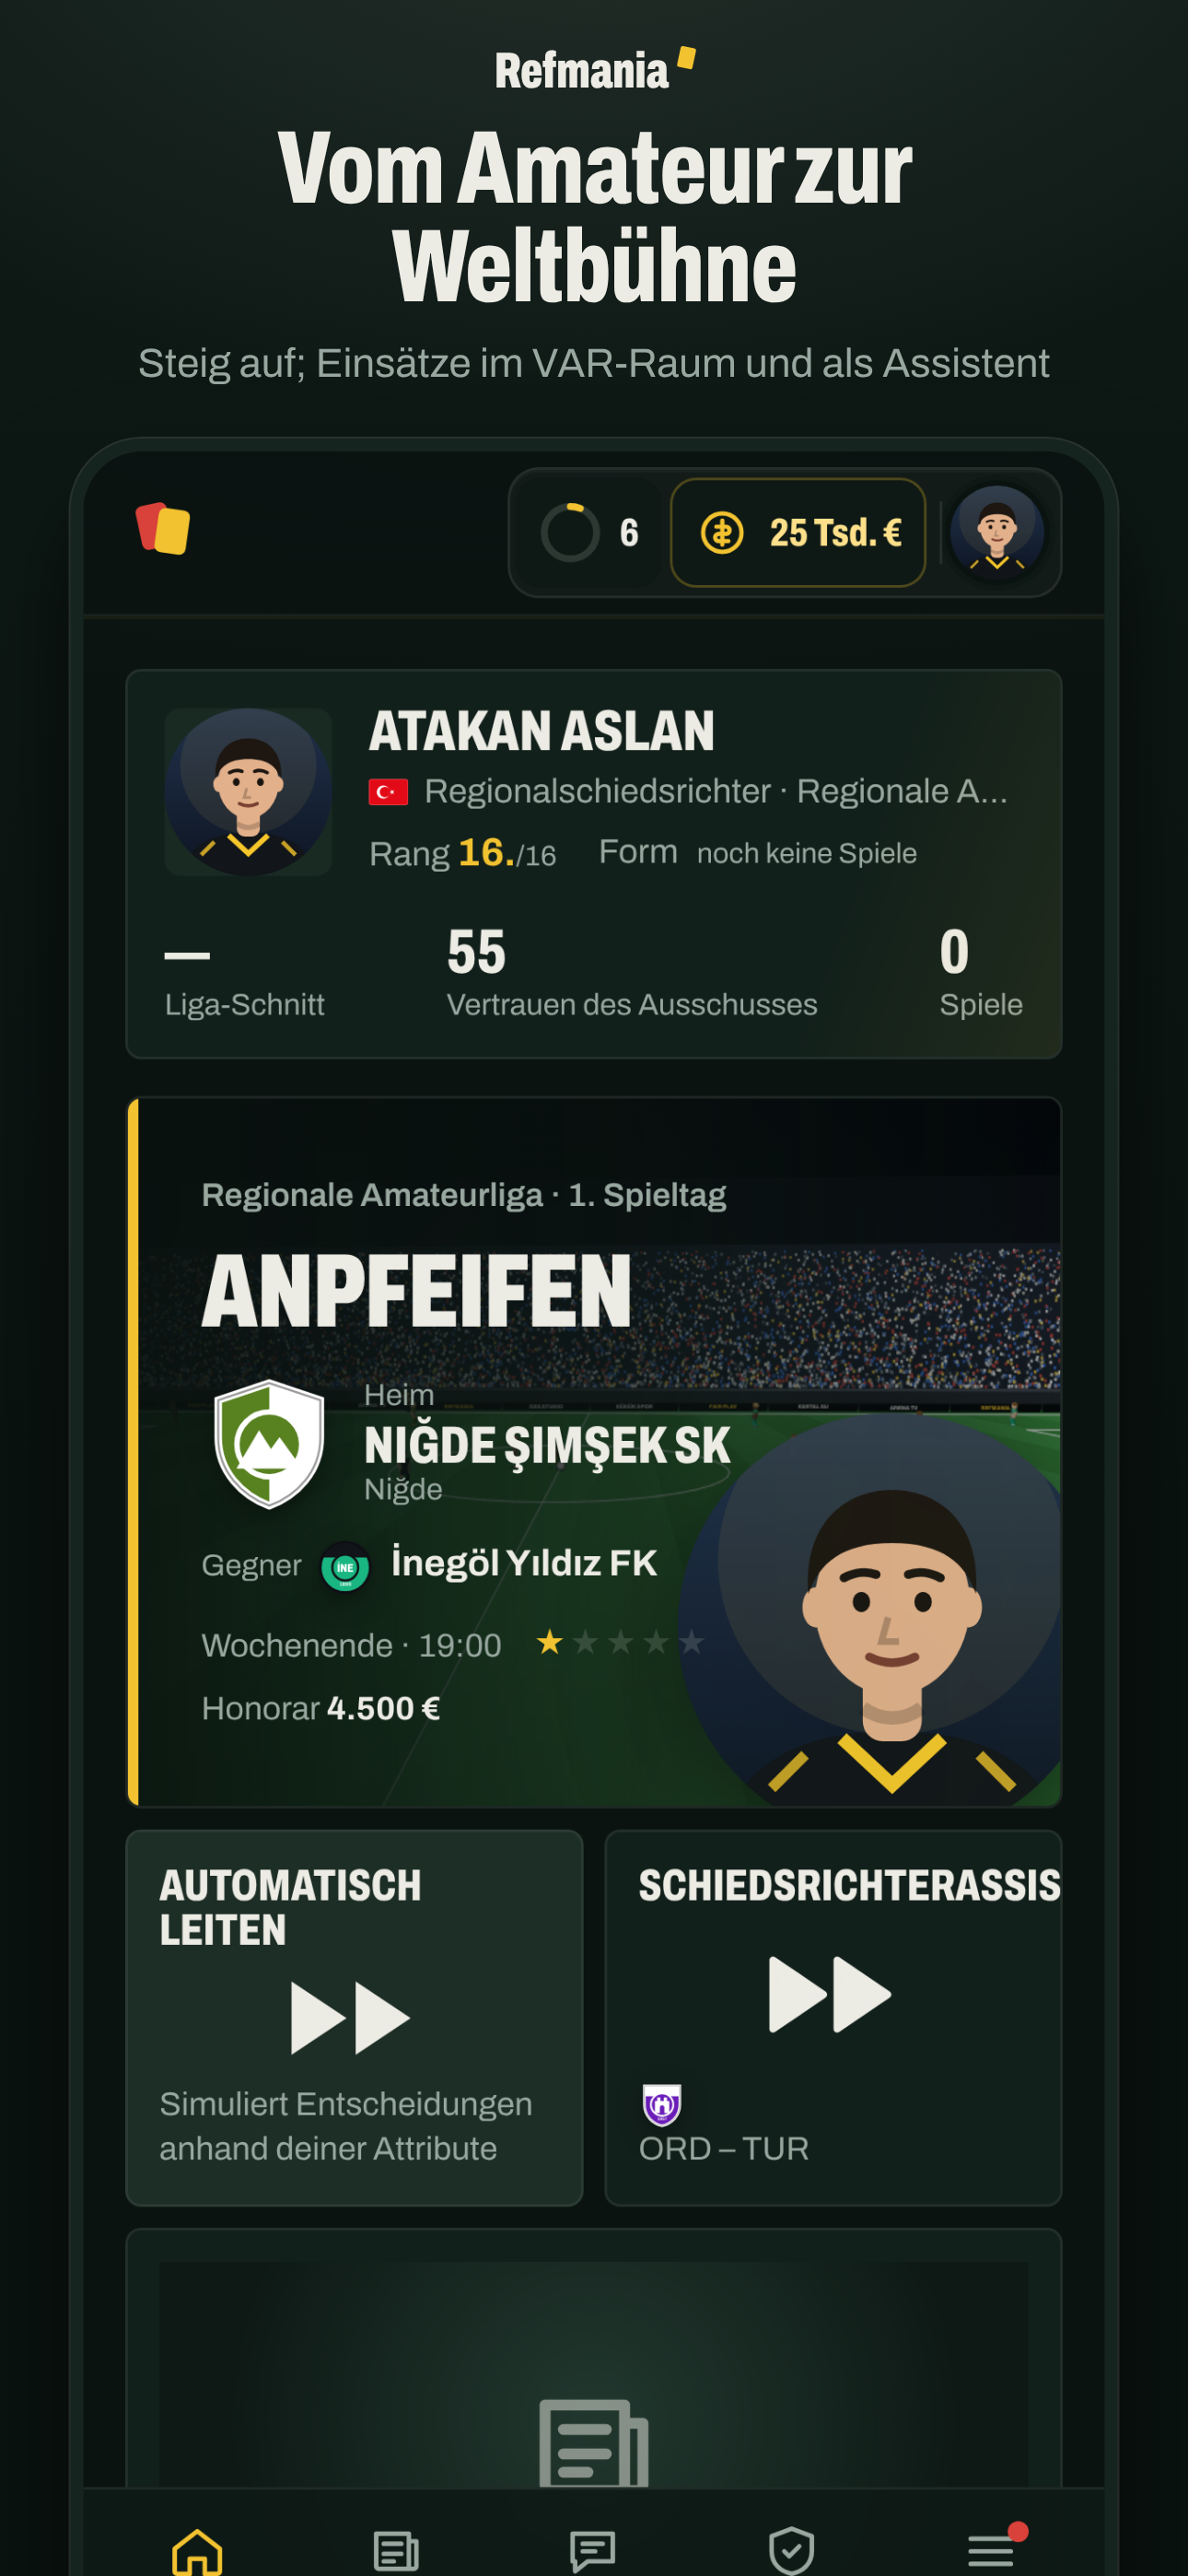 Refmania
Vom Amateur zur
Weltbühne
Steig auf; Einsätze im VAR-Raum und als Assistent
6
25 Tsd. €
ATAKAN ASLAN
Regionalschiedsrichter · Regionale A...
Rang 16./16 Form noch keine Spiele
—
Liga-Schnitt
55
Vertrauen des Ausschusses
0
Spiele
Regionale Amateurliga · 1. Spieltag
ANPFEIFEN
Heim
NIĞDE ŞIMŞEK SK
Niğde
Gegner İNE İnegöl Yıldız FK
Wochenende · 19:00
Honorar 4.500 €
AUTOMATISCH
LEITEN
Simuliert Entscheidungen
anhand deiner Attribute
SCHIEDSRICHTERASSIS
ORD – TUR